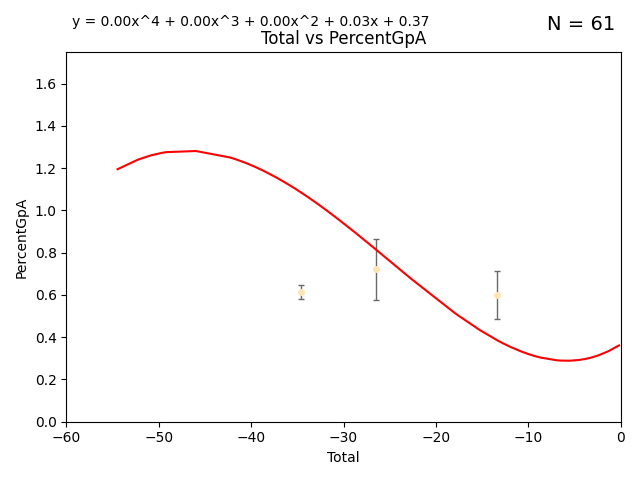 y = 0.00x^4 + 0.00x^3 + 0.00x^2 + 0.03x + 0.37
N = 61
Total vs PercentGpA
PercentGpA
1.6
1.4
1.2
1.0
0.8
0.6
0.4
0.2
0.0
−60 −50 −40 −30 −20 −10 0
Total